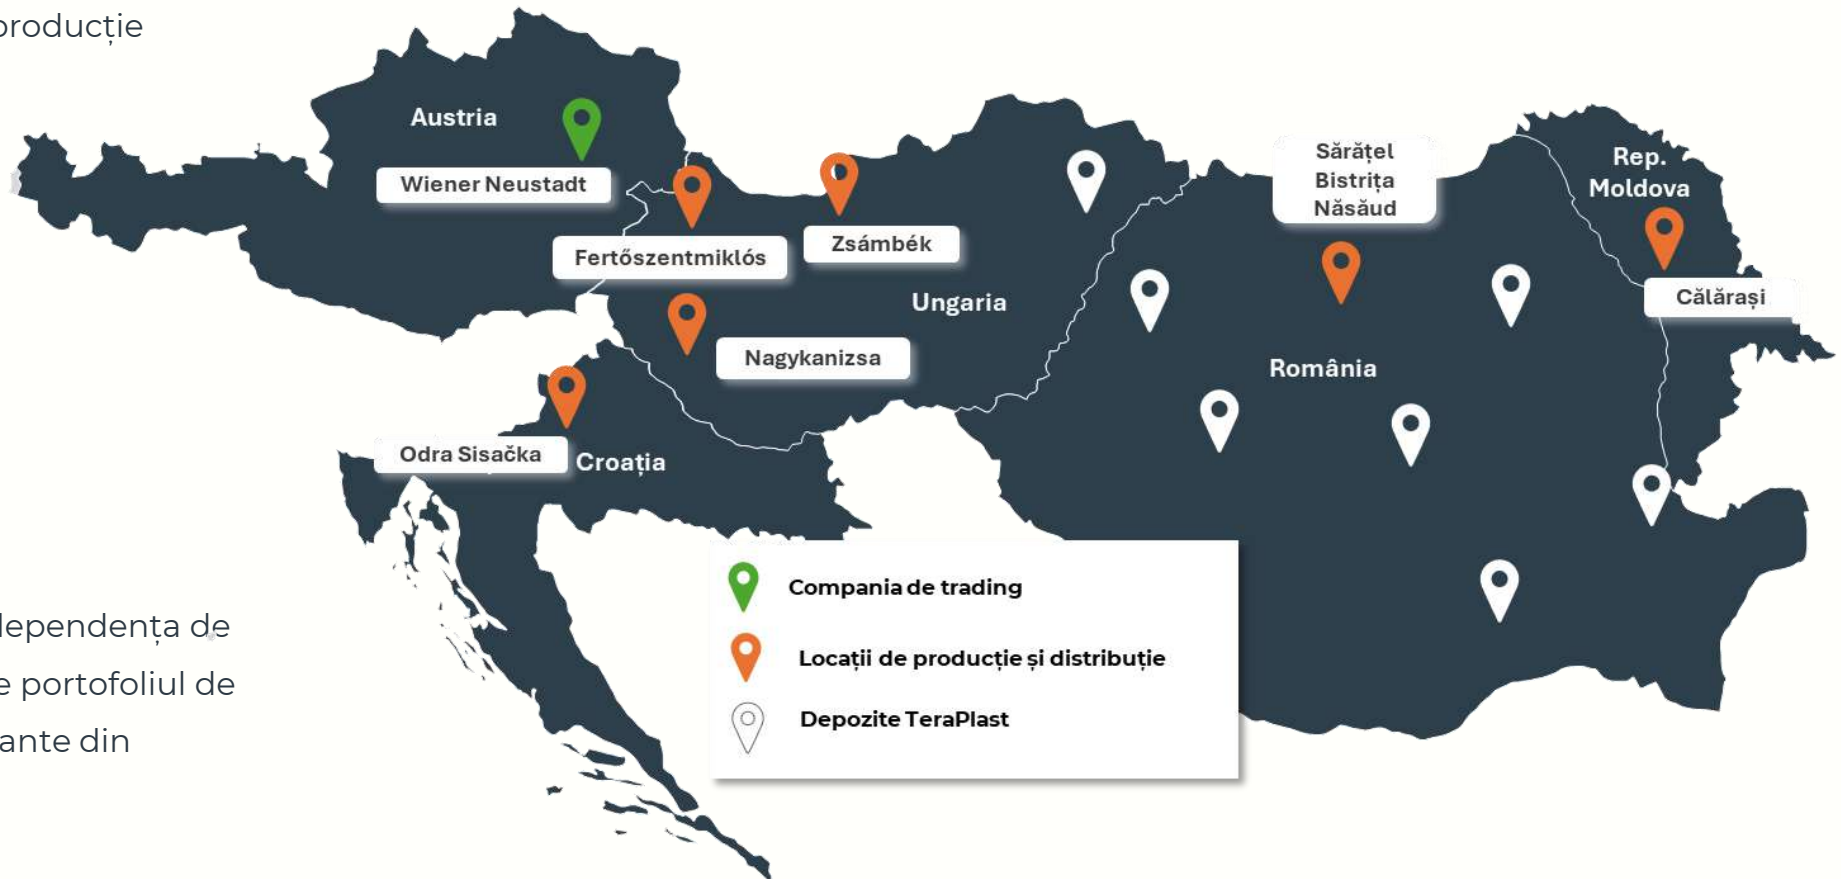 producție
Austria
Wiener Neustadt
Fertőszentmiklós
Zsámbék
Ungaria
Nagykanizsa
Odra Sisačka
Croația
Sărățel
Bistrița
Năsăud
România
Rep.
Moldova
Călărași
dependența de
e portofoliul de
ante din
Compania de trading
Locații de producție și distribuție
Depozite TeraPlast